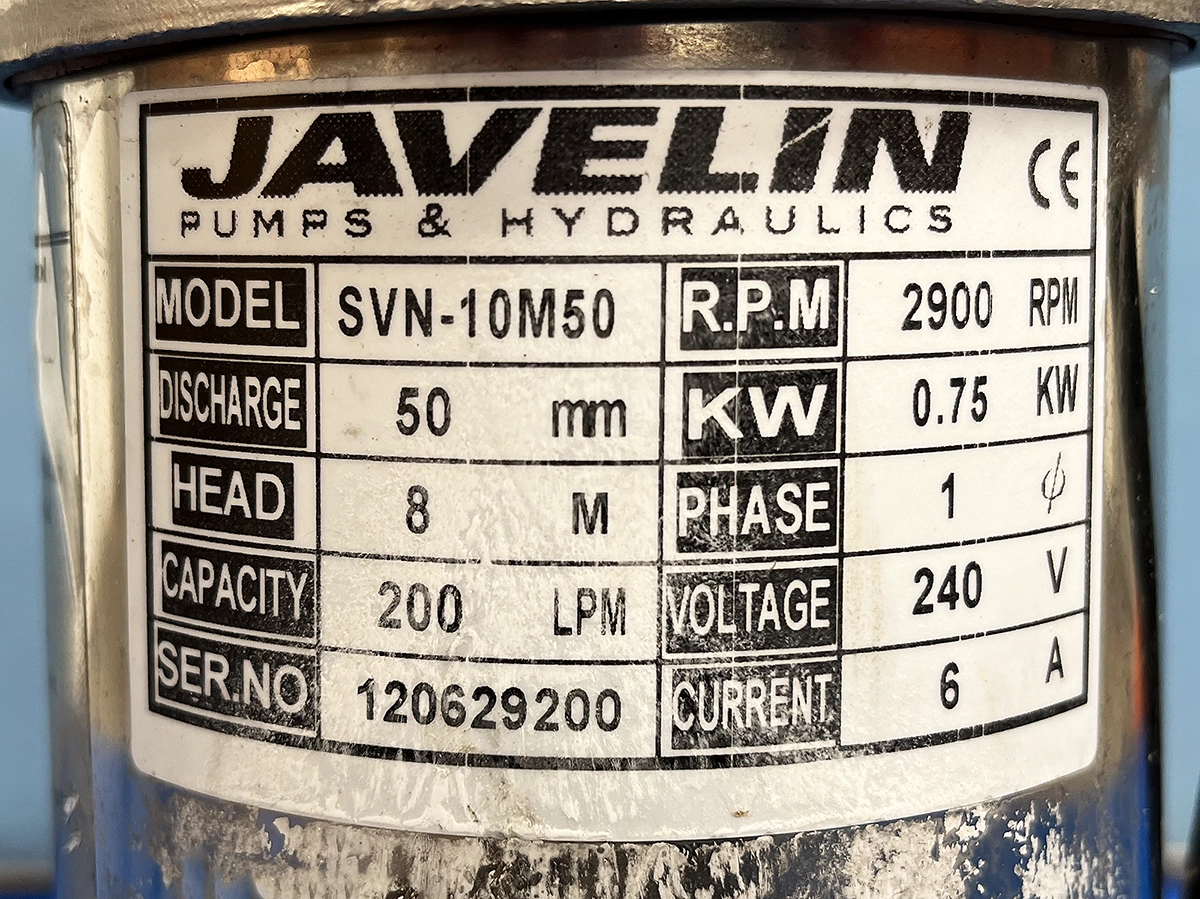 JAVELIN
PUMPS & HYDRAULICS
CE
MODEL SVN-10M50 R.P.M 2900 RPM
DISCHARGE 50 mm KW 0.75 KW
HEAD 8 M PHASE 1 ϕ
CAPACITY 200 LPM VOLTAGE 240 V
SER.NO 120629200 CURRENT 6 A